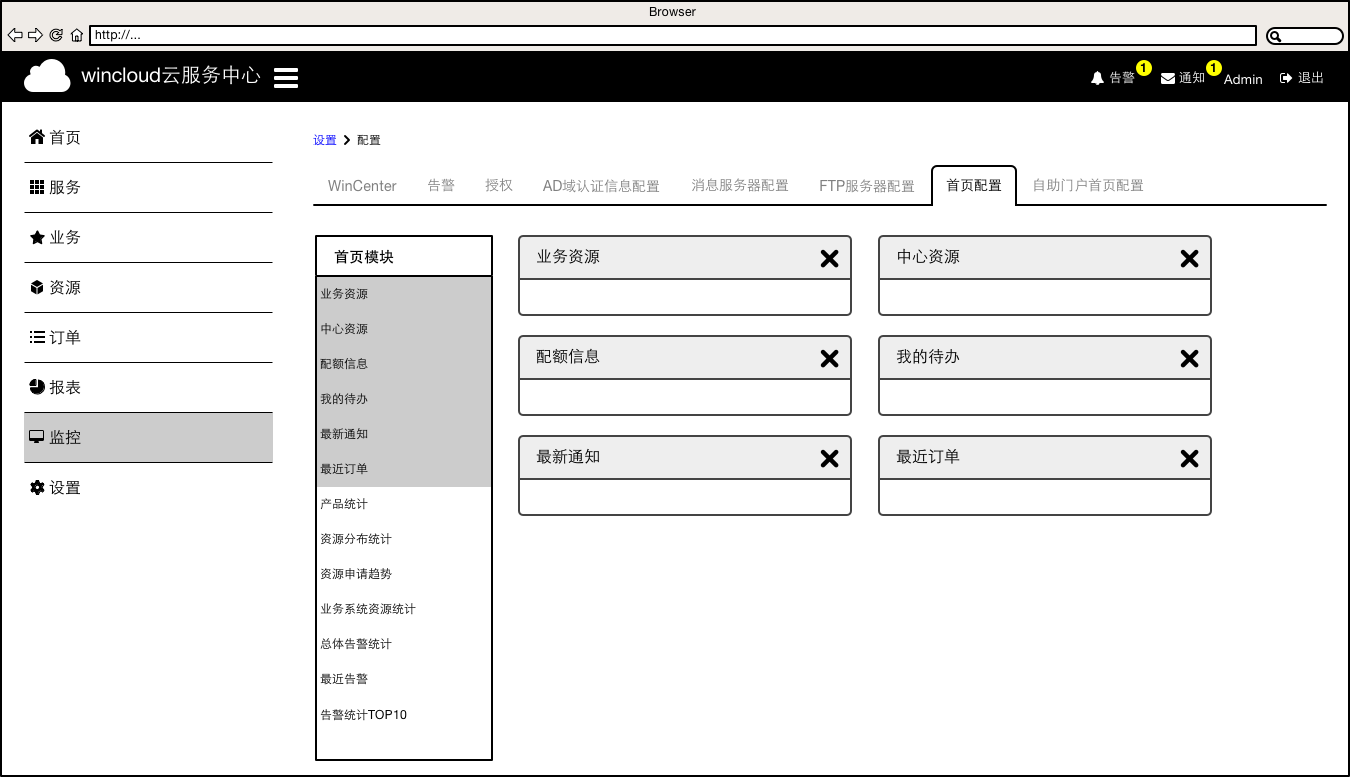 Browser
http://...
wincloud云服务中心
告警 1 通知 1 Admin 退出
首页
服务
业务
资源
订单
报表
监控
设置
设置 配置
WinCenter 告警 授权 AD域认证信息配置 消息服务器配置 FTP服务器配置 首页配置 自助门户首页配置
首页模块
业务资源
中心资源
配额信息
我的待办
最新通知
最近订单
产品统计
资源分布统计
资源申请趋势
业务系统资源统计
总体告警统计
最近告警
告警统计TOP10
业务资源
中心资源
配额信息
我的待办
最新通知
最近订单